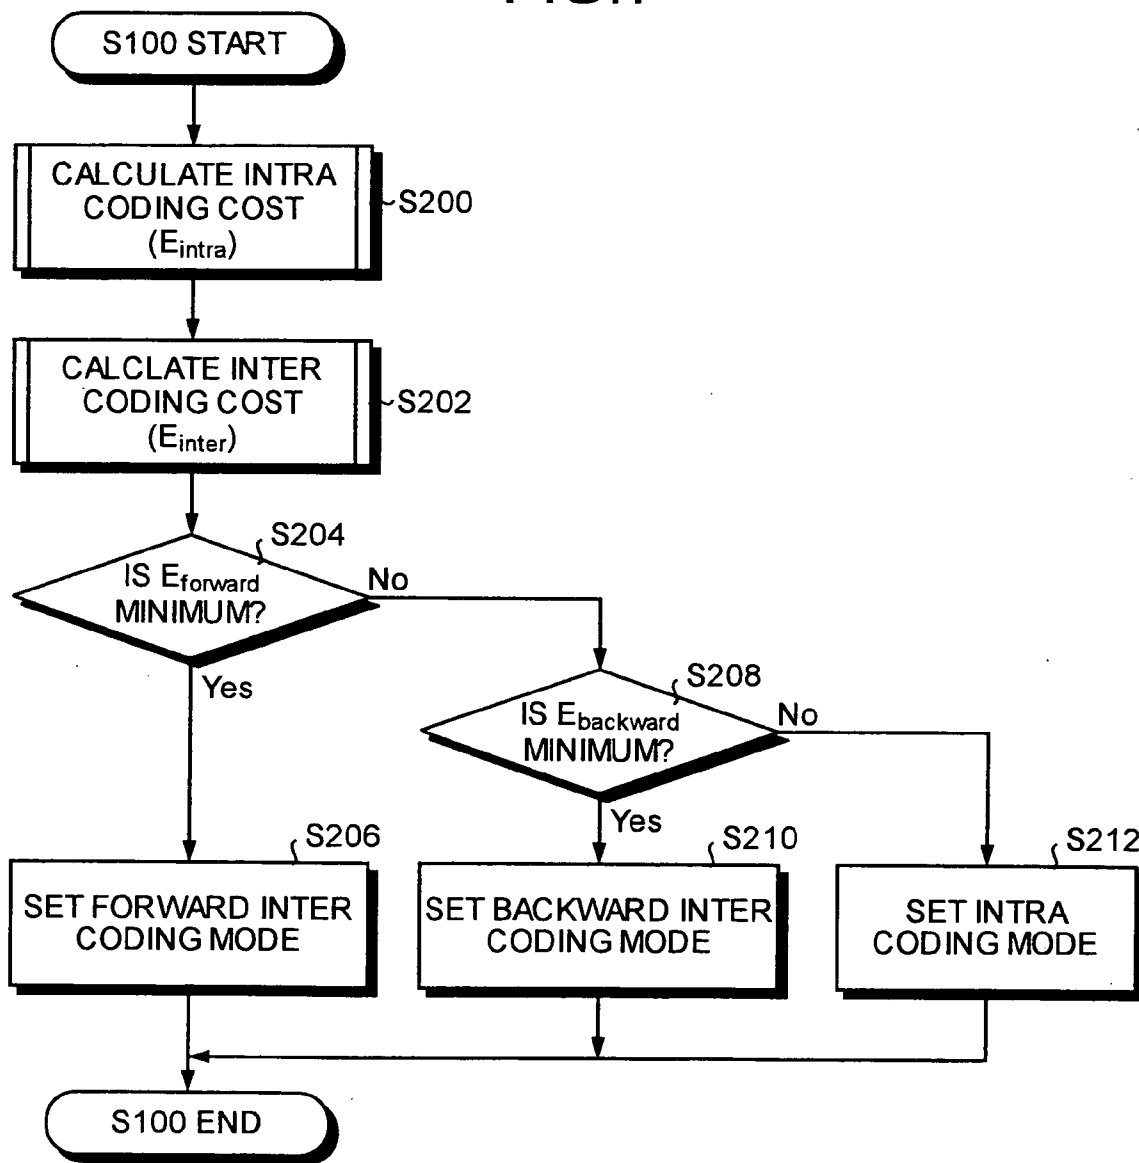 S100 START
CALCULATE INTRA
CODING COST
(Eintra)
S200
CALCLATE INTER
CODING COST
(Einter)
S202
S204
IS Eforward
MINIMUM?
No
Yes
S208
IS Ebackward
MINIMUM?
No
Yes
S206
SET FORWARD INTER
CODING MODE
S210
SET BACKWARD INTER
CODING MODE
S212
SET INTRA
CODING MODE
S100 END